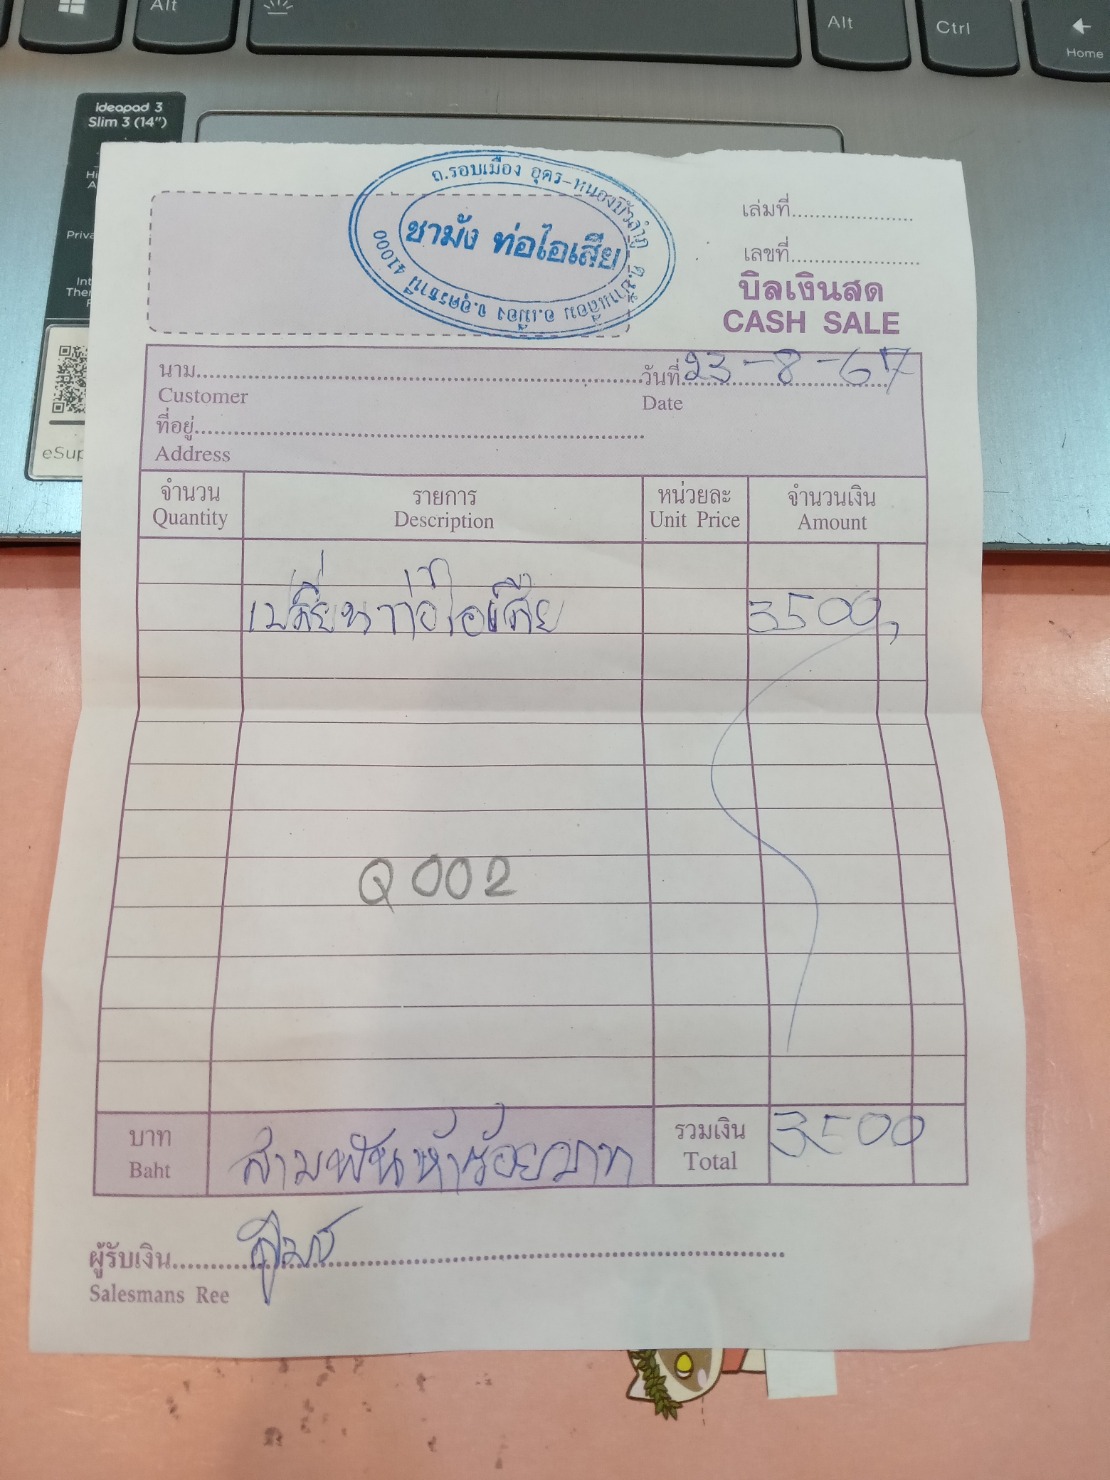 Alt
Alt
Ctrl
Home
ideapad 3
Slim 3 (14")
ถ.รอบเมือง อุดร-หนองบัวลำภู ต.บ้านเลื่อม อ.เมือง จ.อุดรธานี 41000
ชามัง ท่อไอเสีย
เล่มที่
เลขที่
บิลเงินสด
CASH SALE
นาม วันที่ 23-8-67
Customer Date
ที่อยู่
Address
จำนวน รายการ หน่วยละ จำนวนเงิน
Quantity Description Unit Price Amount
เปลี่ยนท่อไอเสีย 3500,
Q002
บาท สามพันห้าร้อยบาท รวมเงิน 3500
Baht Total
ผู้รับเงิน
Salesmans Ree